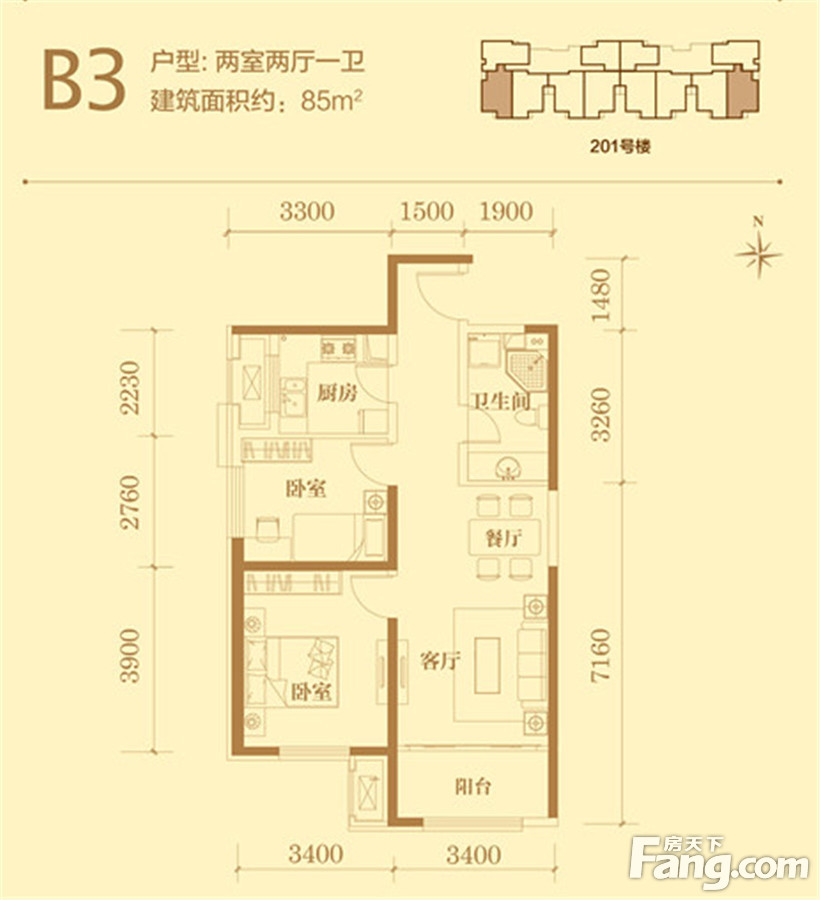 B3
户型: 两室两厅一卫
建筑面积约: 85m²
201号楼
3300 1500 1900
N
1480
2230
3260
厨房
卫生间
2760
卧室
餐厅
3900
7160
客厅
卧室
阳台
3400 3400
房天下
Fang.com